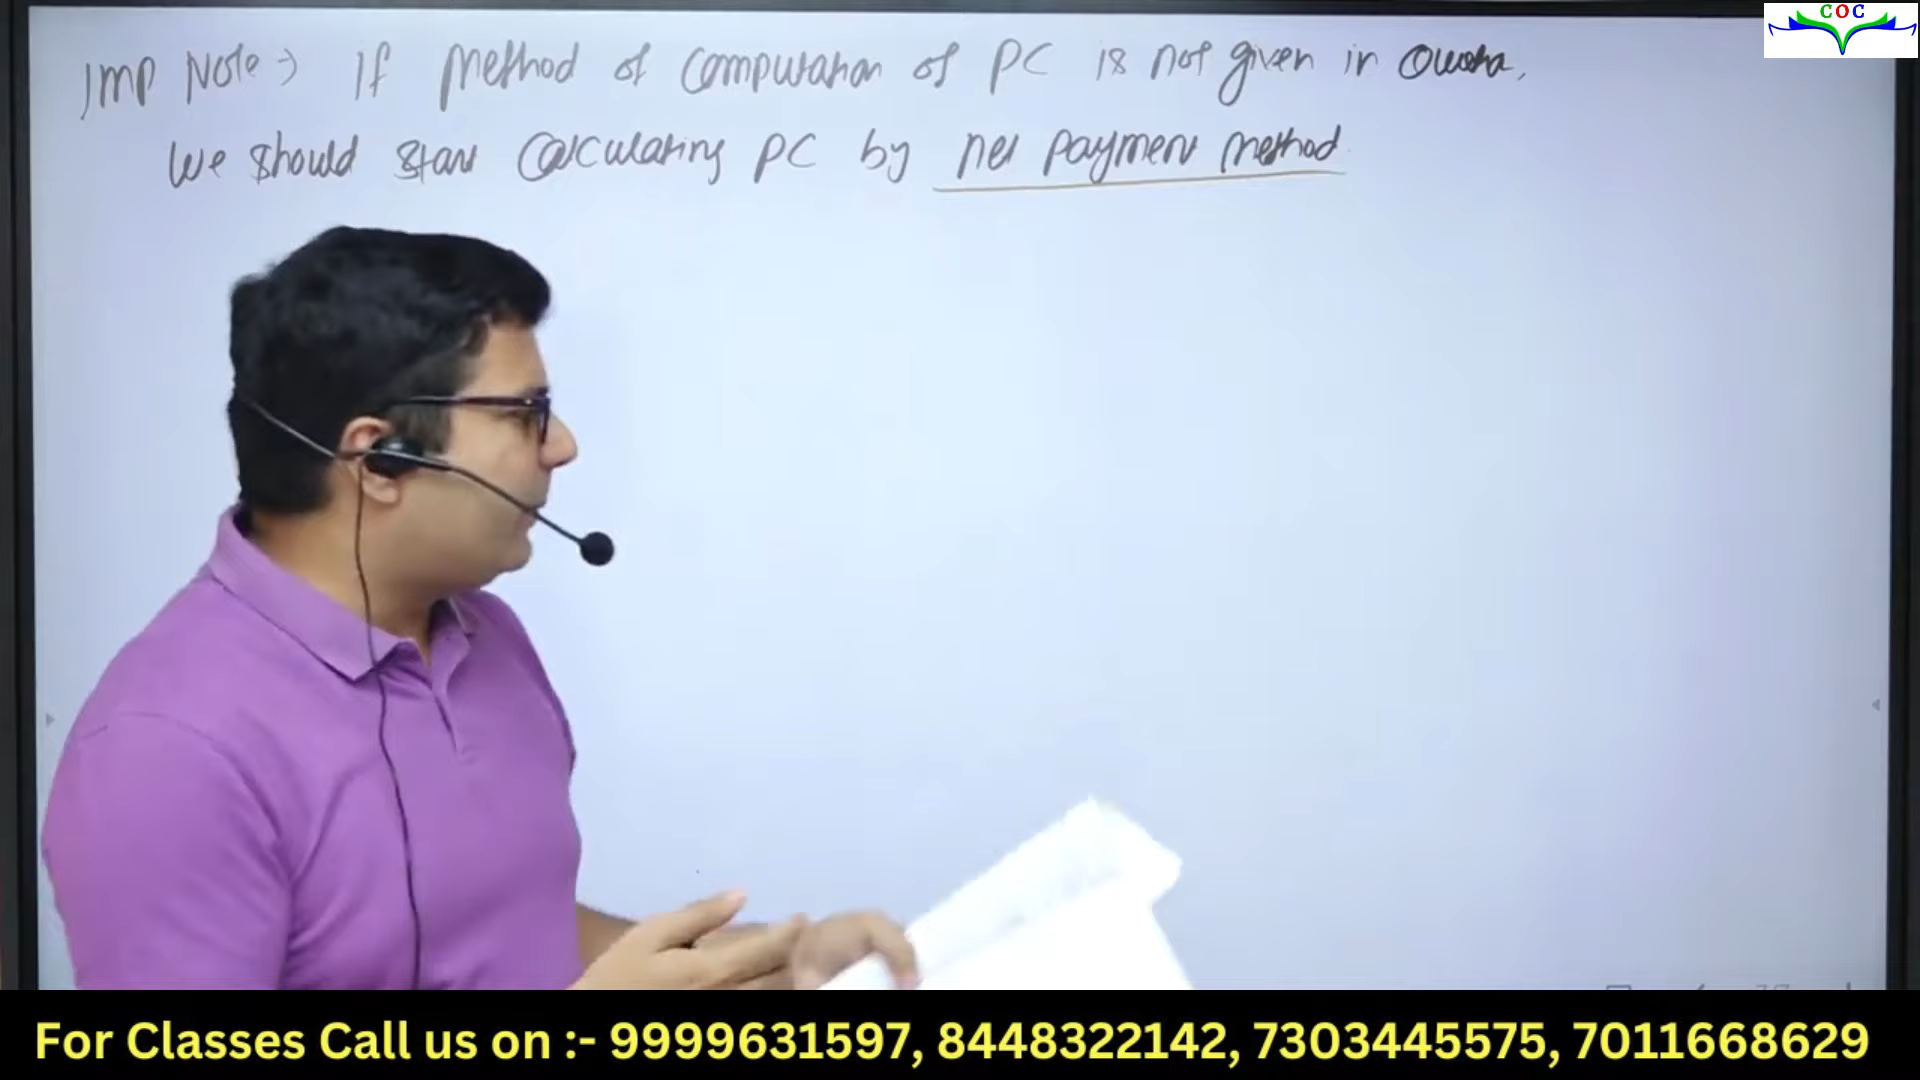 COC
Imp Note → If Method of Computation of PC is not given in Question,
We should start Calculating PC by net payment method.
For Classes Call us on :- 9999631597, 8448322142, 7303445575, 7011668629